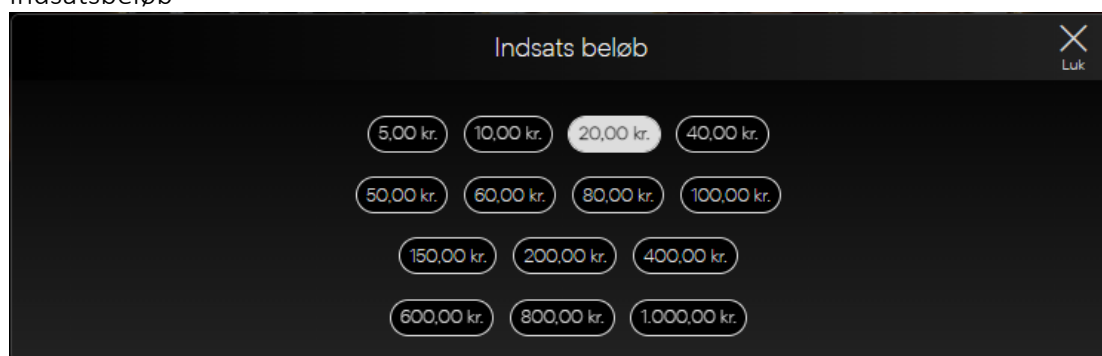 Indsatsbeløb
Indsats beløb
Luk
5,00 kr. 10,00 kr. 20,00 kr. 40,00 kr.
50,00 kr. 60,00 kr. 80,00 kr. 100,00 kr.
150,00 kr. 200,00 kr. 400,00 kr.
600,00 kr. 800,00 kr. 1.000,00 kr.